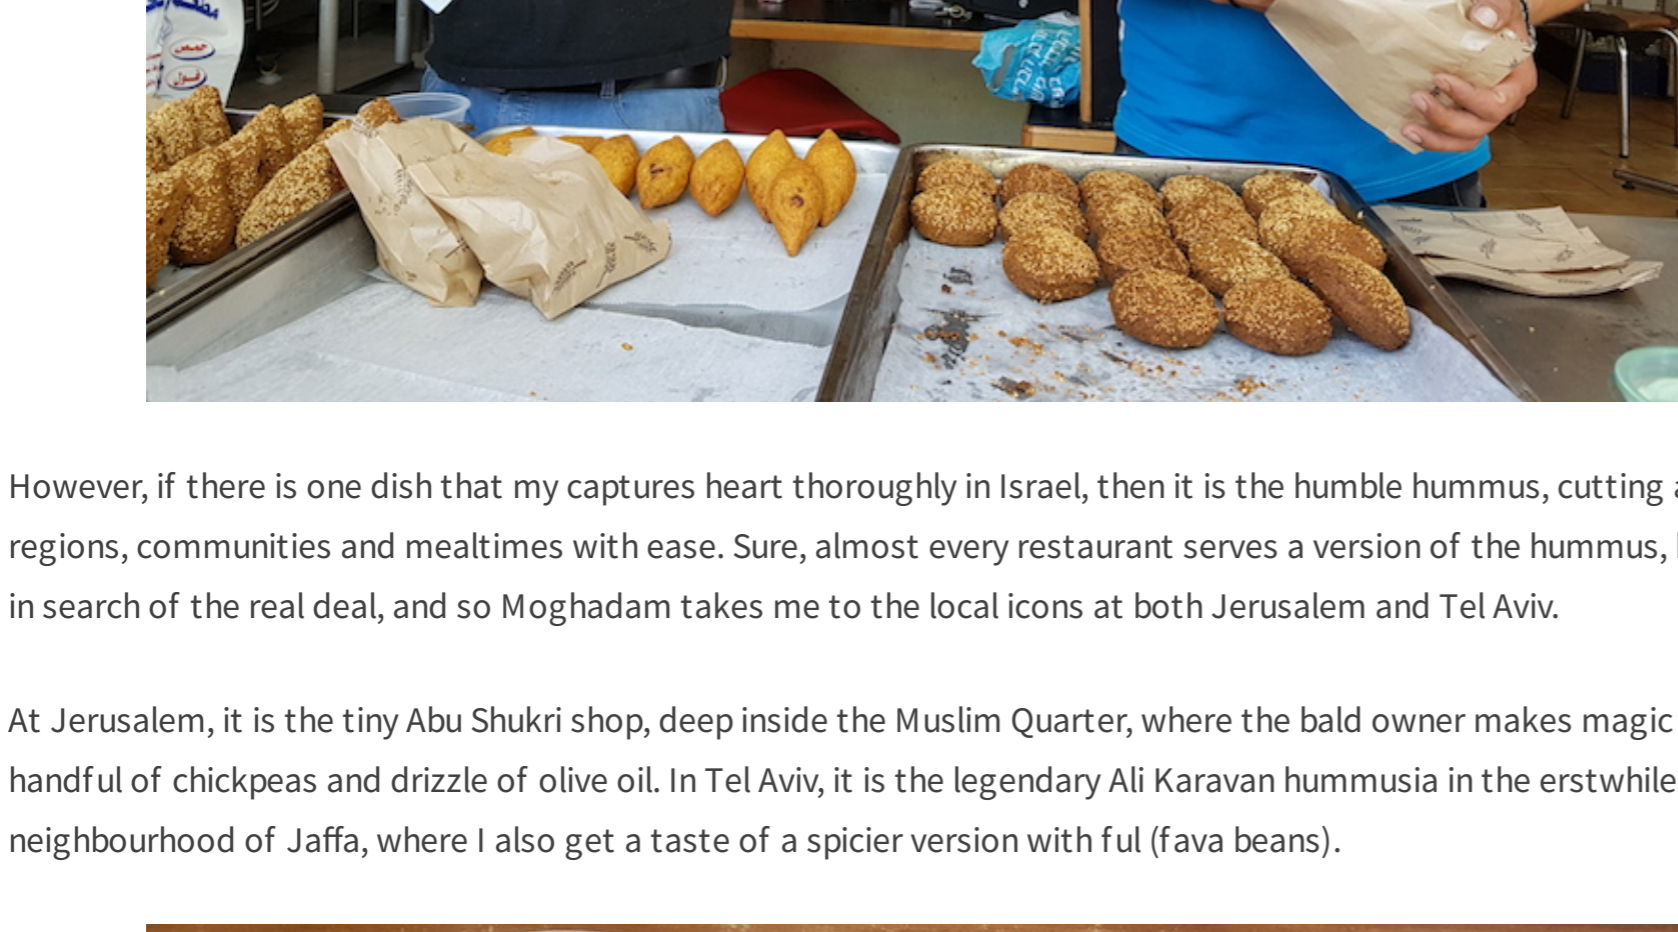 حمص
فول
However, if there is one dish that my captures heart thoroughly in Israel, then it is the humble hummus, cutting
regions, communities and mealtimes with ease. Sure, almost every restaurant serves a version of the hummus,
in search of the real deal, and so Moghadam takes me to the local icons at both Jerusalem and Tel Aviv.
At Jerusalem, it is the tiny Abu Shukri shop, deep inside the Muslim Quarter, where the bald owner makes magic
handful of chickpeas and drizzle of olive oil. In Tel Aviv, it is the legendary Ali Karavan hummusia in the erstwhile
neighbourhood of Jaffa, where I also get a taste of a spicier version with ful (fava beans).